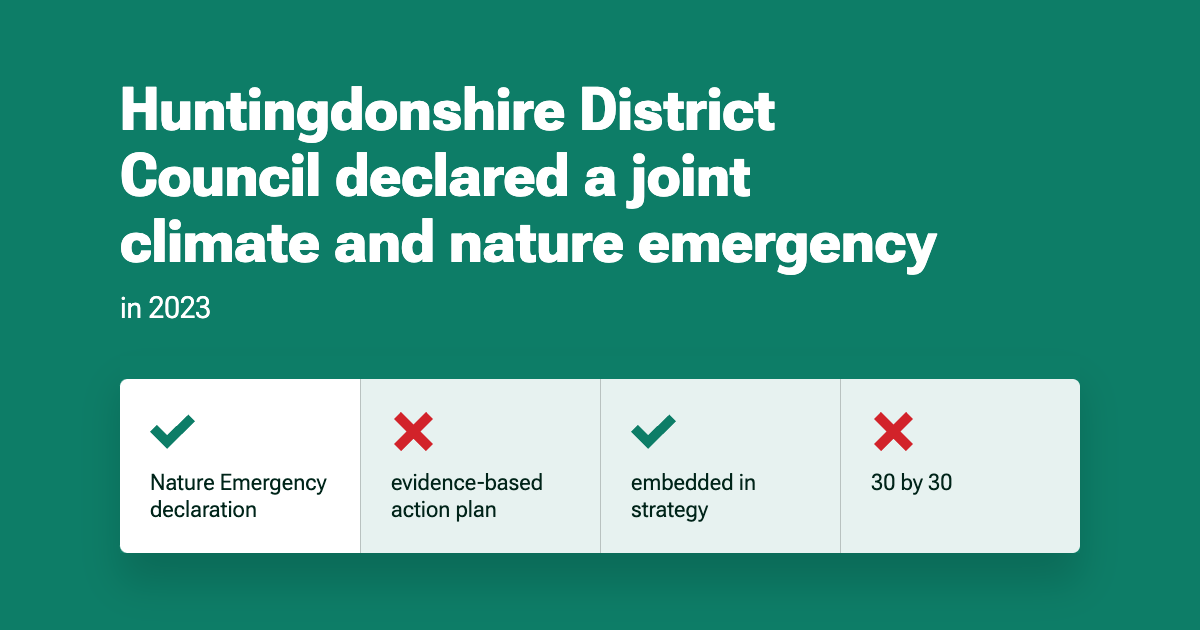 Huntingdonshire District
Council declared a joint
climate and nature emergency
in 2023
Nature Emergency
declaration
evidence-based
action plan
embedded in
strategy
30 by 30